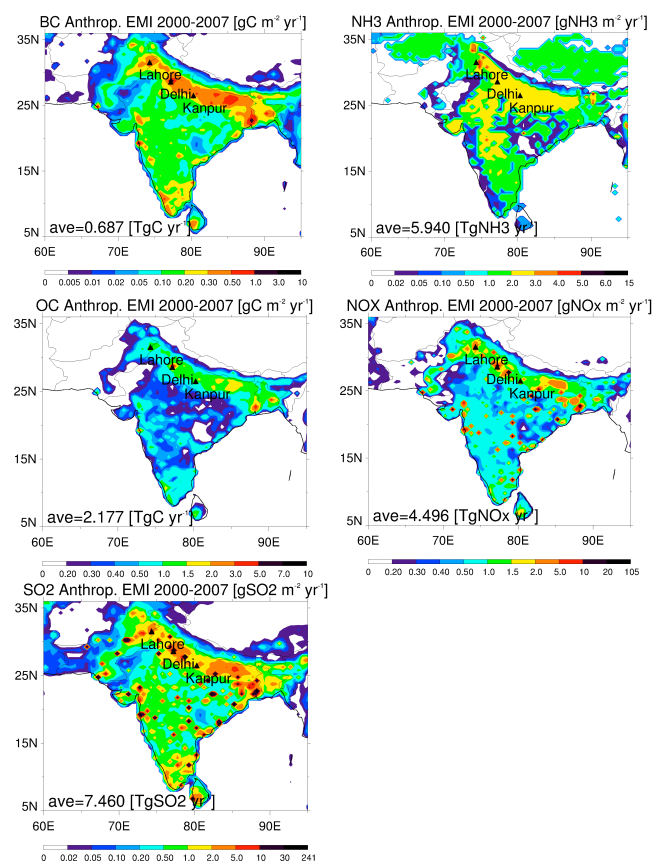 BC Anthrop. EMI 2000-2007 [gC m⁻² yr⁻¹]
35N
25N
15N
5N
Lahore
Delhi
Kanpur
ave=0.687 [TgC yr⁻¹]
60E 70E 80E 90E
0 0.005 0.01 0.02 0.05 0.10 0.20 0.30 0.50 1.0 3.0 10
NH3 Anthrop. EMI 2000-2007 [gNH3 m⁻² yr⁻¹]
35N
25N
15N
5N
Lahore
Delhi
Kanpur
ave=5.940 [TgNH3 yr⁻¹]
60E 70E 80E 90E
0 0.02 0.05 0.10 0.50 1.0 2.0 3.0 4.0 5.0 6.0 15
OC Anthrop. EMI 2000-2007 [gC m⁻² yr⁻¹]
35N
25N
15N
5N
Lahore
Delhi
Kanpur
ave=2.177 [TgC yr⁻¹]
60E 70E 80E 90E
0 0.20 0.30 0.40 0.50 1.0 1.5 2.0 3.0 5.0 7.0 10
NOX Anthrop. EMI 2000-2007 [gNOx m⁻² yr⁻¹]
35N
25N
15N
5N
Lahore
Delhi
Kanpur
ave=4.496 [TgNOx yr⁻¹]
60E 70E 80E 90E
0 0.20 0.30 0.40 0.50 1.0 1.5 2.0 5.0 10 20 105
SO2 Anthrop. EMI 2000-2007 [gSO2 m⁻² yr⁻¹]
35N
25N
15N
5N
Lahore
Delhi
Kanpur
ave=7.460 [TgSO2 yr⁻¹]
60E 70E 80E 90E
0 0.02 0.05 0.10 0.20 0.50 1.0 2.0 5.0 10 30 241